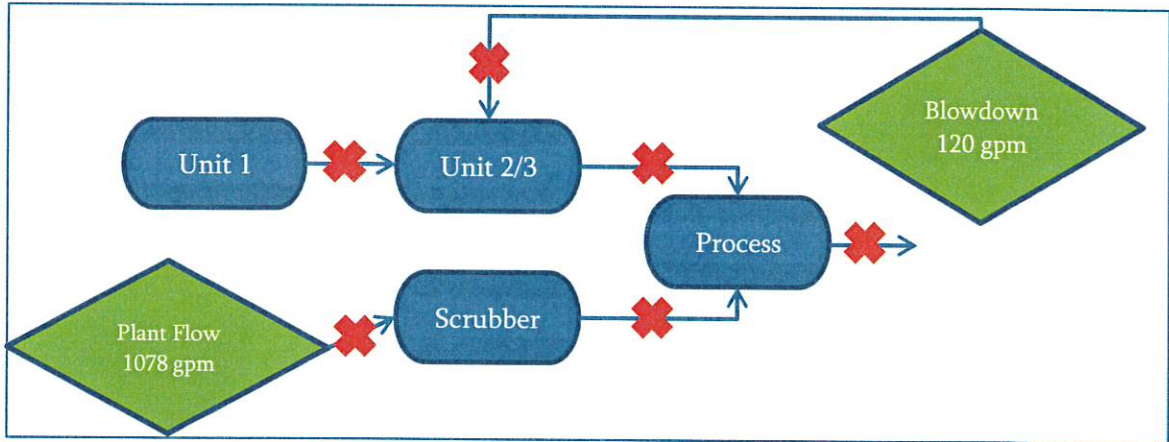 Blowdown
120 gpm
Unit 1
Unit 2/3
Process
Scrubber
Plant Flow
1078 gpm